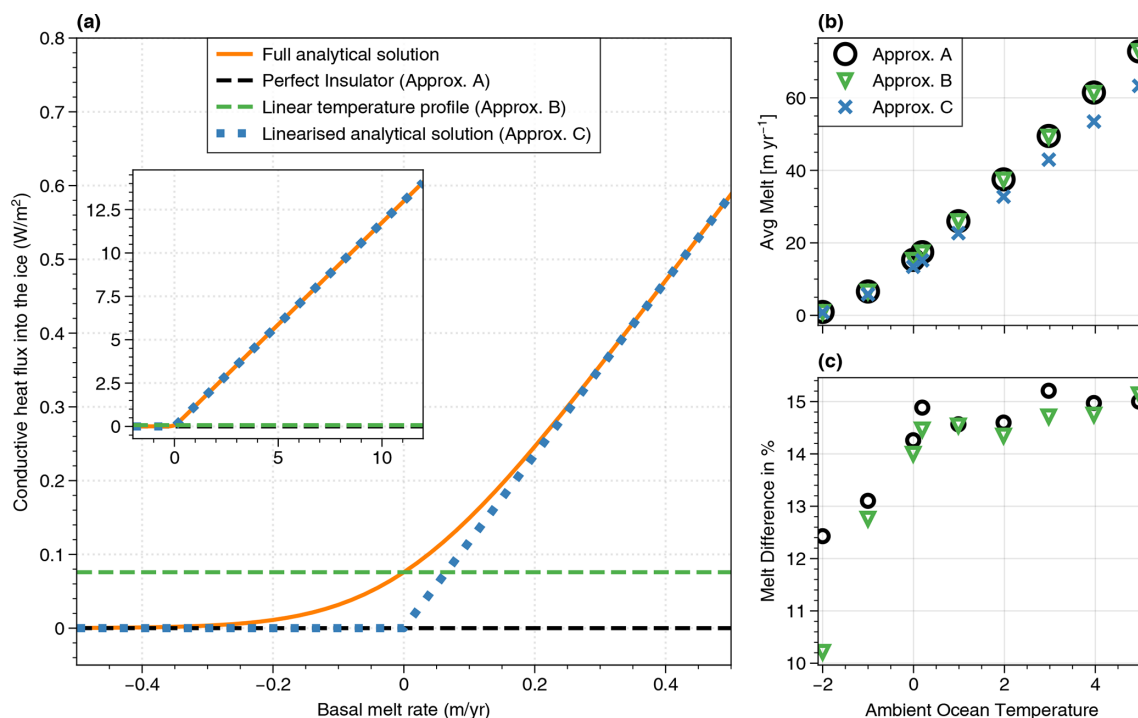 (a)
0.8
0.7
0.6
0.5
0.4
0.3
0.2
0.1
0
Conductive heat flux into the ice (W/m²)
Full analytical solution
Perfect Insulator (Approx. A)
Linear temperature profile (Approx. B)
Linearised analytical solution (Approx. C)
12.5
10
7.5
5
2.5
0
0 5 10
−0.4 −0.2 0 0.2 0.4
Basal melt rate (m/yr)
(b)
Approx. A
Approx. B
Approx. C
60
40
20
0
Avg Melt [m yr⁻¹]
(c)
15
14
13
12
11
10
Melt Difference in %
−2 0 2 4
Ambient Ocean Temperature